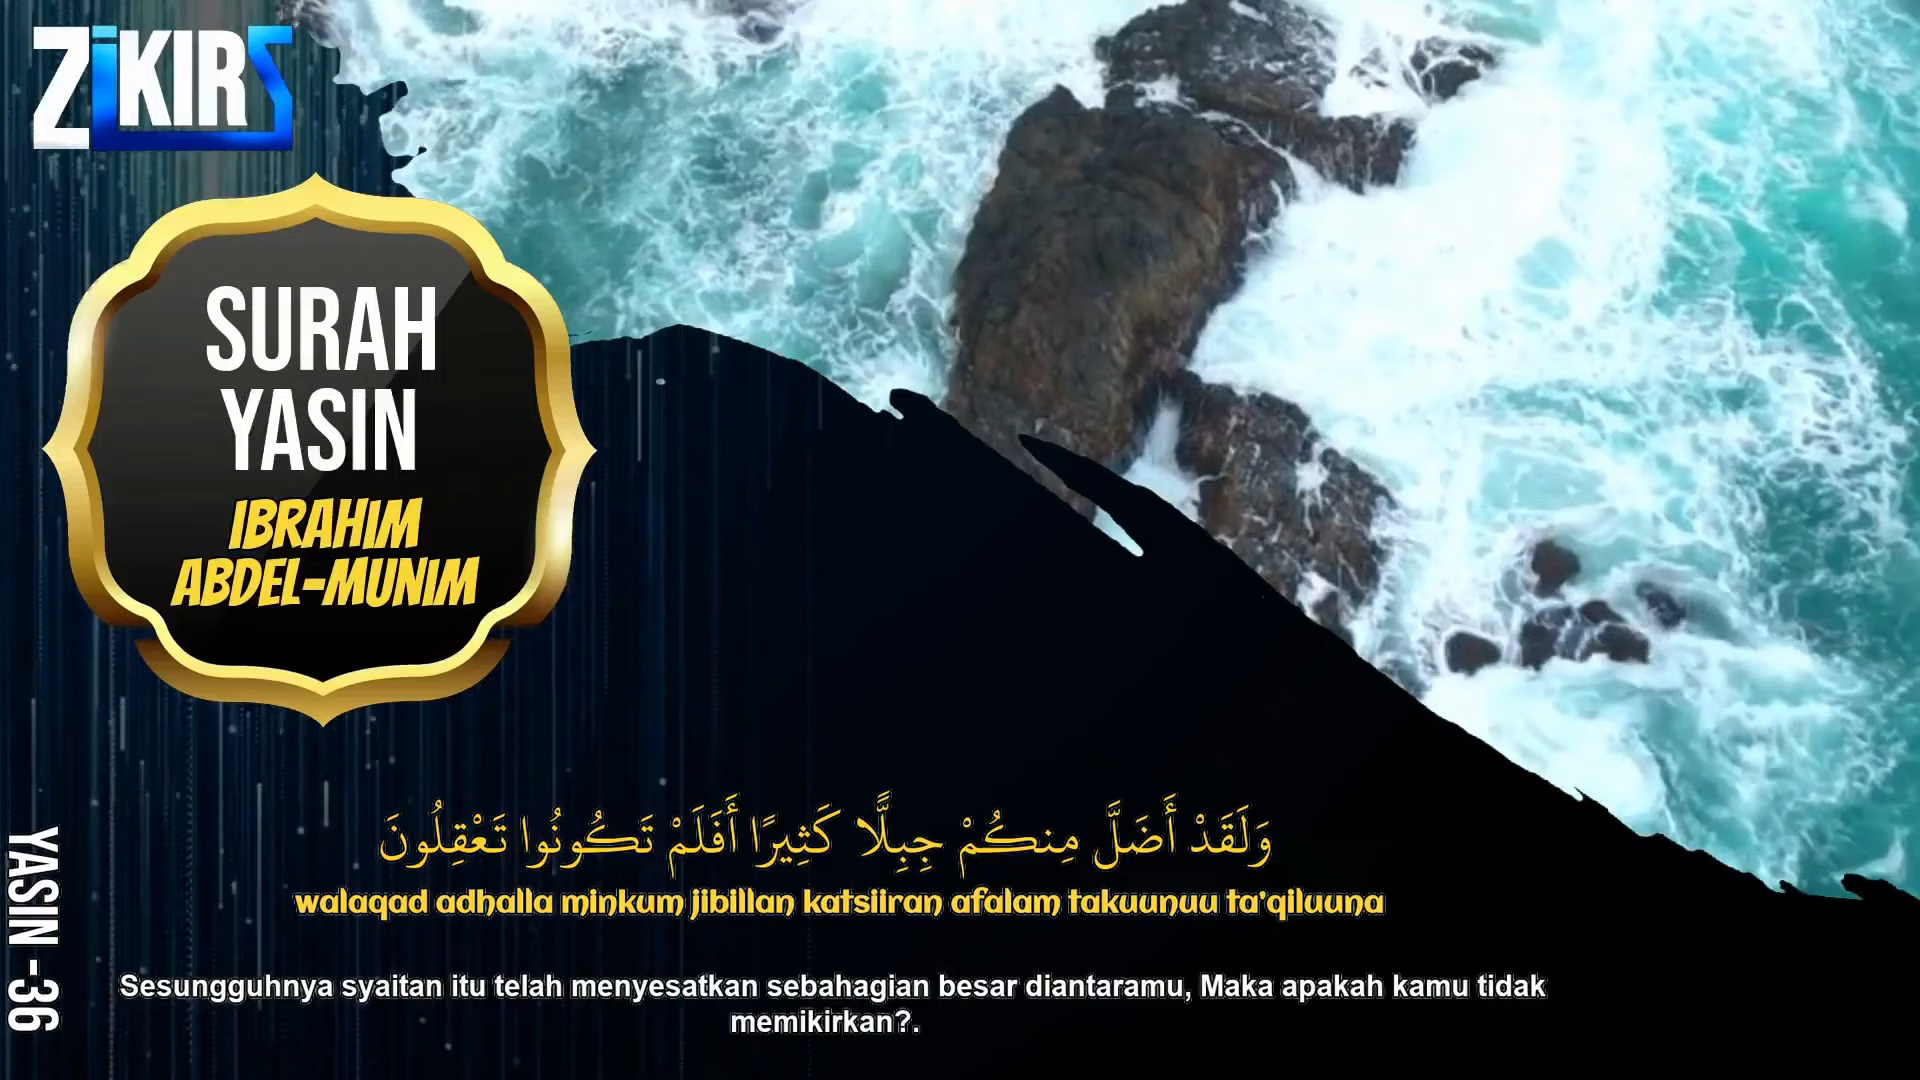 ZiKIRS
SURAH
YASIN
IBRAHIM
ABDEL-MUNIM
YASIN -36
وَلَقَدْ أَضَلَّ مِنكُمْ جِبِلًّا كَثِيرًا أَفَلَمْ تَكُونُوا تَعْقِلُونَ
walaqad adhalla minkum jibillan katsiiran afalam takuunuu ta'qiluuna
Sesungguhnya syaitan itu telah menyesatkan sebahagian besar diantaramu, Maka apakah kamu tidak
memikirkan?.